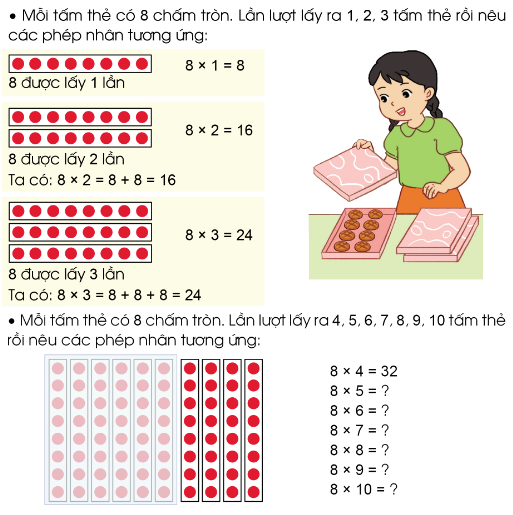 • Mỗi tấm thẻ có 8 chấm tròn. Lần lượt lấy ra 1, 2, 3 tấm thẻ rồi nêu
các phép nhân tương ứng:
8 × 1 = 8
8 được lấy 1 lần
8 × 2 = 16
8 được lấy 2 lần
Ta có: 8 × 2 = 8 + 8 = 16
8 × 3 = 24
8 được lấy 3 lần
Ta có: 8 × 3 = 8 + 8 + 8 = 24
• Mỗi tấm thẻ có 8 chấm tròn. Lần lượt lấy ra 4, 5, 6, 7, 8, 9, 10 tấm thẻ
rồi nêu các phép nhân tương ứng:
8 × 4 = 32
8 × 5 = ?
8 × 6 = ?
8 × 7 = ?
8 × 8 = ?
8 × 9 = ?
8 × 10 = ?